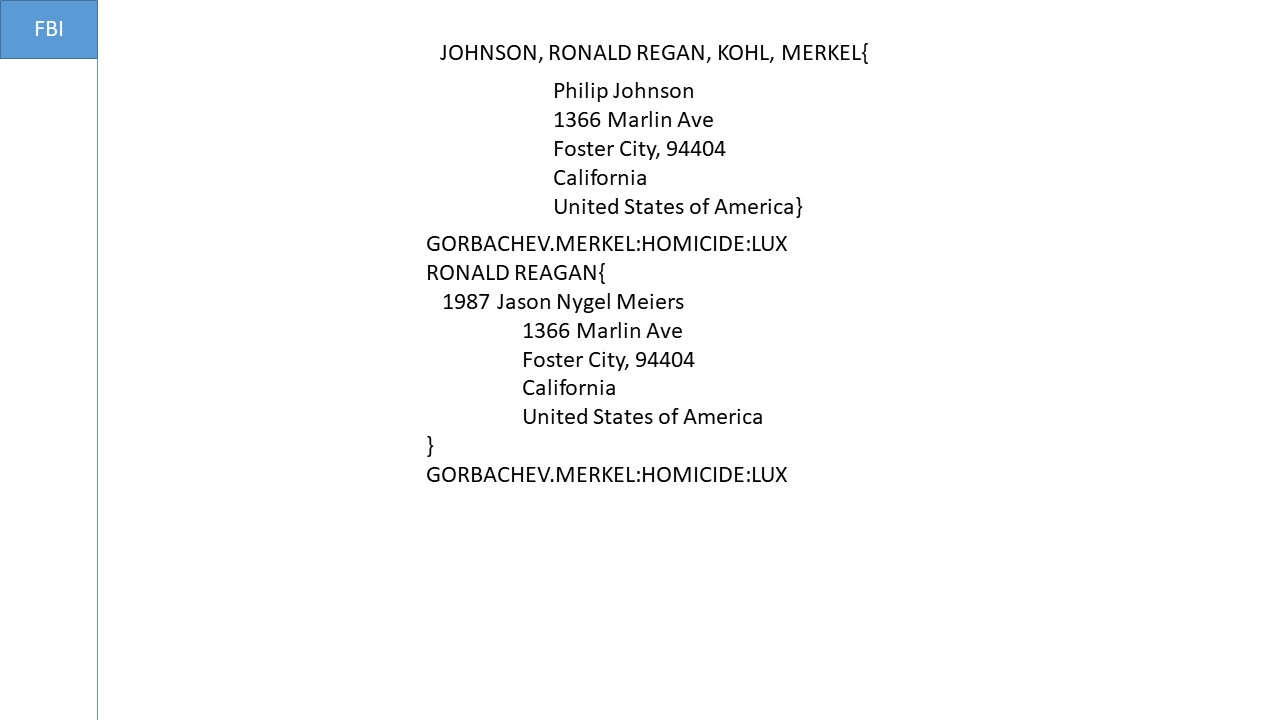 FBI
JOHNSON, RONALD REGAN, KOHL, MERKEL{
Philip Johnson
1366 Marlin Ave
Foster City, 94404
California
United States of America}
GORBACHEV.MERKEL:HOMICIDE:LUX
RONALD REAGAN{
1987 Jason Nygel Meiers
1366 Marlin Ave
Foster City, 94404
California
United States of America
}
GORBACHEV.MERKEL:HOMICIDE:LUX